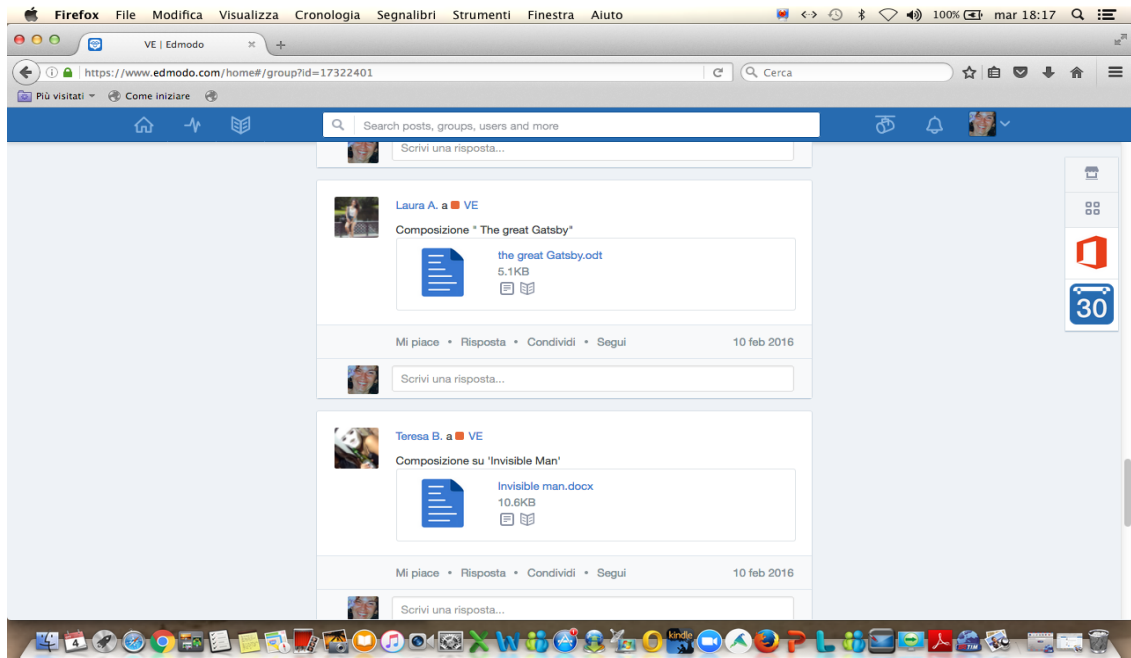 Firefox File Modifica Visualizza Cronologia Segnalibri Strumenti Finestra Aiuto 100% mar 18:17
VE | Edmodo
https://www.edmodo.com/home#/group?id=17322401 Cerca
Più visitati Come iniziare
Search posts, groups, users and more
Scrivi una risposta...
Laura A. a VE
Composizione " The great Gatsby"
the great Gatsby.odt
5.1KB
30
Mi piace • Risposta • Condividi • Segui 10 feb 2016
Scrivi una risposta...
Teresa B. a VE
Composizione su 'Invisible Man'
Invisible man.docx
10.6KB
Mi piace • Risposta • Condividi • Segui 10 feb 2016
Scrivi una risposta...
4 kindle TIM